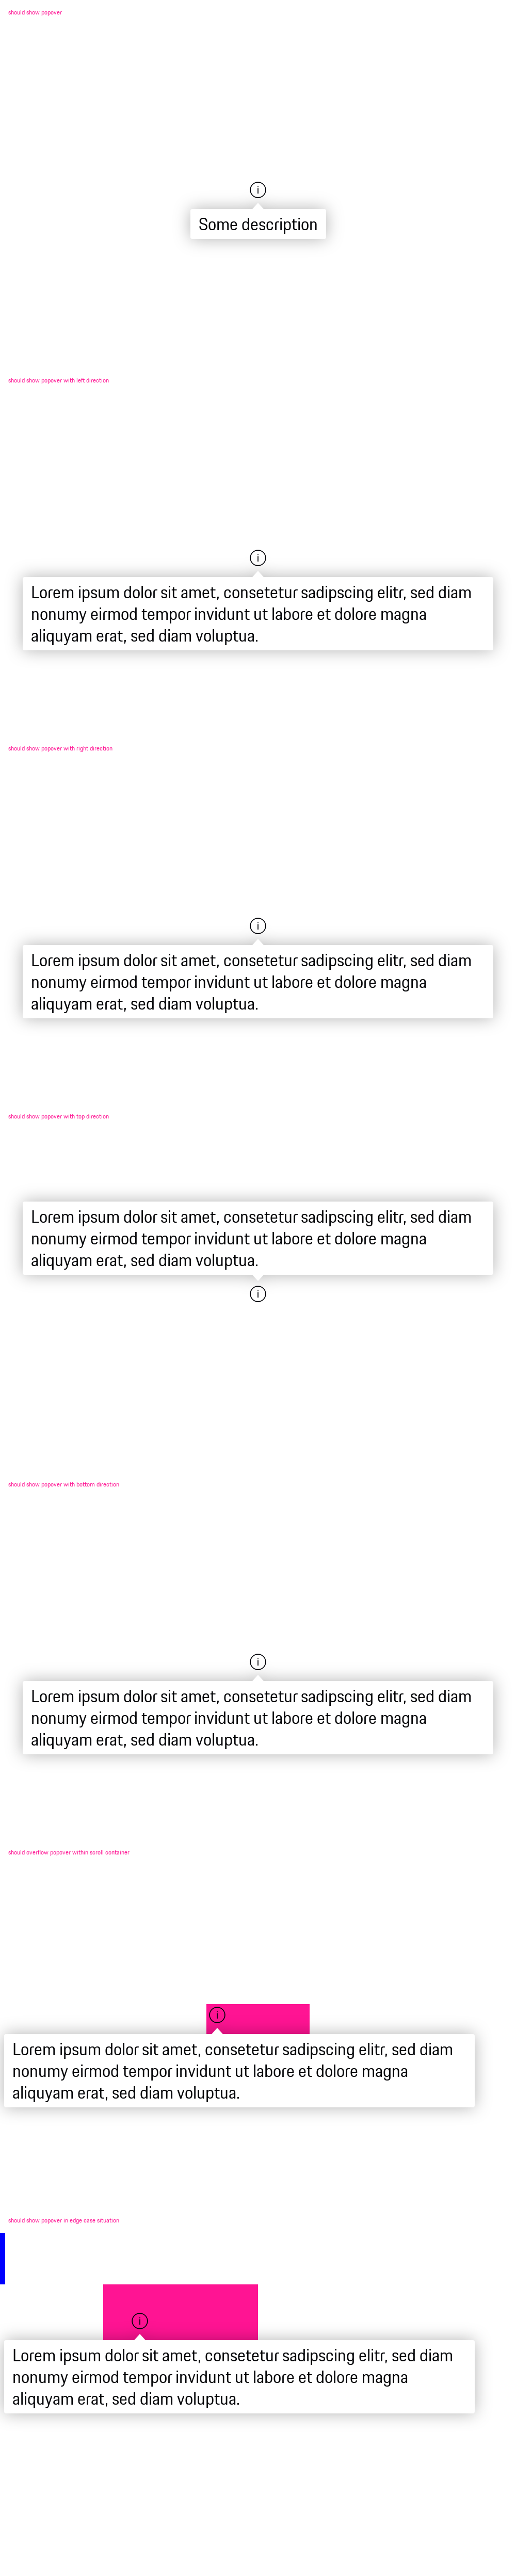 should show popover
i
Some description
should show popover with left direction
i
Lorem ipsum dolor sit amet, consetetur sadipscing elitr, sed diam
nonumy eirmod tempor invidunt ut labore et dolore magna
aliquyam erat, sed diam voluptua.
should show popover with right direction
i
Lorem ipsum dolor sit amet, consetetur sadipscing elitr, sed diam
nonumy eirmod tempor invidunt ut labore et dolore magna
aliquyam erat, sed diam voluptua.
should show popover with top direction
Lorem ipsum dolor sit amet, consetetur sadipscing elitr, sed diam
nonumy eirmod tempor invidunt ut labore et dolore magna
aliquyam erat, sed diam voluptua.
i
should show popover with bottom direction
i
Lorem ipsum dolor sit amet, consetetur sadipscing elitr, sed diam
nonumy eirmod tempor invidunt ut labore et dolore magna
aliquyam erat, sed diam voluptua.
should overflow popover within scroll container
i
Lorem ipsum dolor sit amet, consetetur sadipscing elitr, sed diam
nonumy eirmod tempor invidunt ut labore et dolore magna
aliquyam erat, sed diam voluptua.
should show popover in edge case situation
i
Lorem ipsum dolor sit amet, consetetur sadipscing elitr, sed diam
nonumy eirmod tempor invidunt ut labore et dolore magna
aliquyam erat, sed diam voluptua.